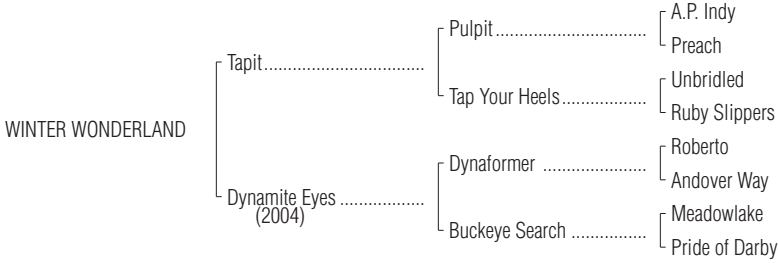 A.P. Indy
Pulpit................................
Preach
Tapit..................................
Unbridled
Tap Your Heels..................
Ruby Slippers
WINTER WONDERLAND
Roberto
Dynaformer ......................
Andover Way
Dynamite Eyes ..................
(2004)
Meadowlake
Buckeye Search ................
Pride of Darby